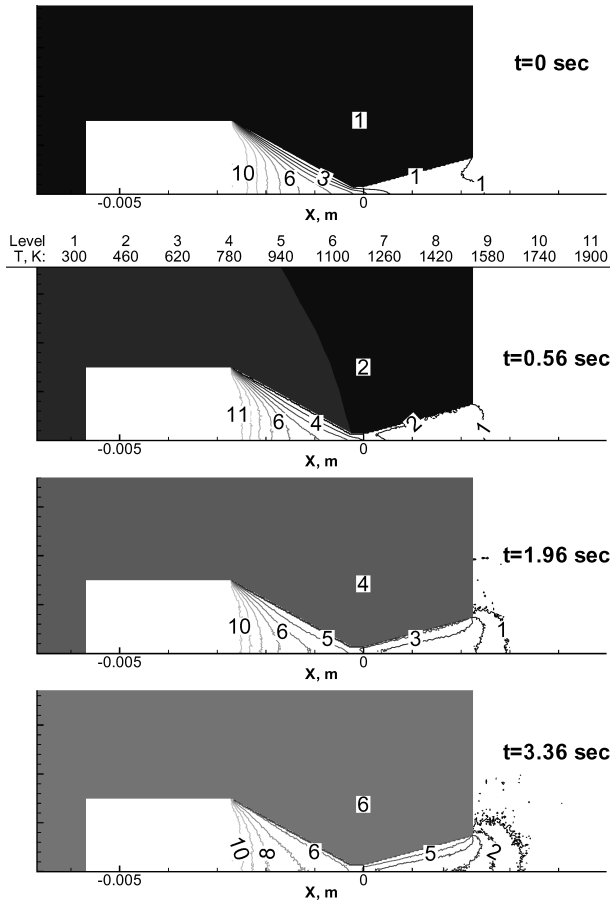 t=0 sec
1
10 6 3 1 1
-0.005 0
X, m
Level 1 2 3 4 5 6 7 8 9 10 11
T, K: 300 460 620 780 940 1100 1260 1420 1580 1740 1900
t=0.56 sec
2
11 6 4 2 1
-0.005 0
X, m
t=1.96 sec
4
10 6 5 3 1
-0.005 0
X, m
t=3.36 sec
6
10 8 6 5 2
-0.005 0
X, m